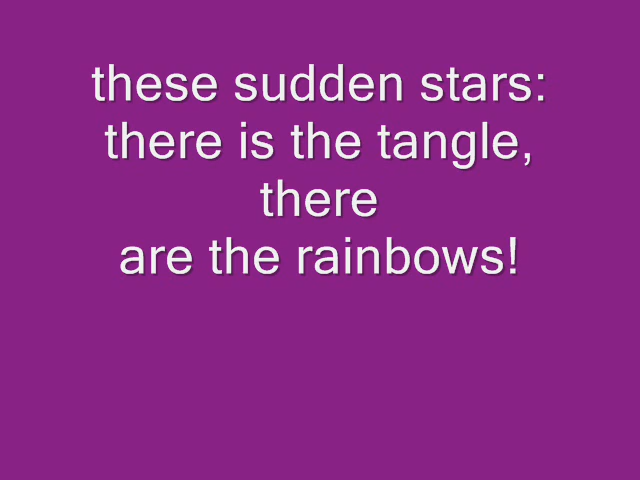 these sudden stars:
there is the tangle,
there
are the rainbows!